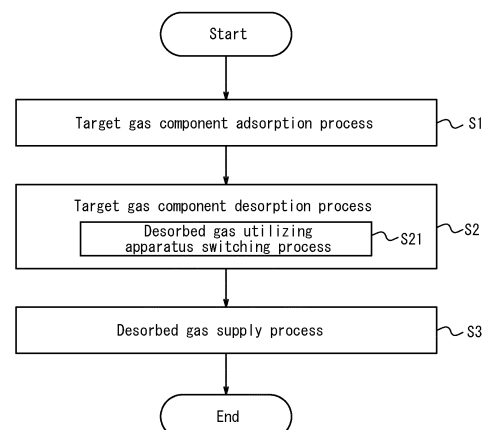 Start
Target gas component adsorption process
S1
Target gas component desorption process
Desorbed gas utilizing
apparatus switching process
S21
S2
Desorbed gas supply process
S3
End